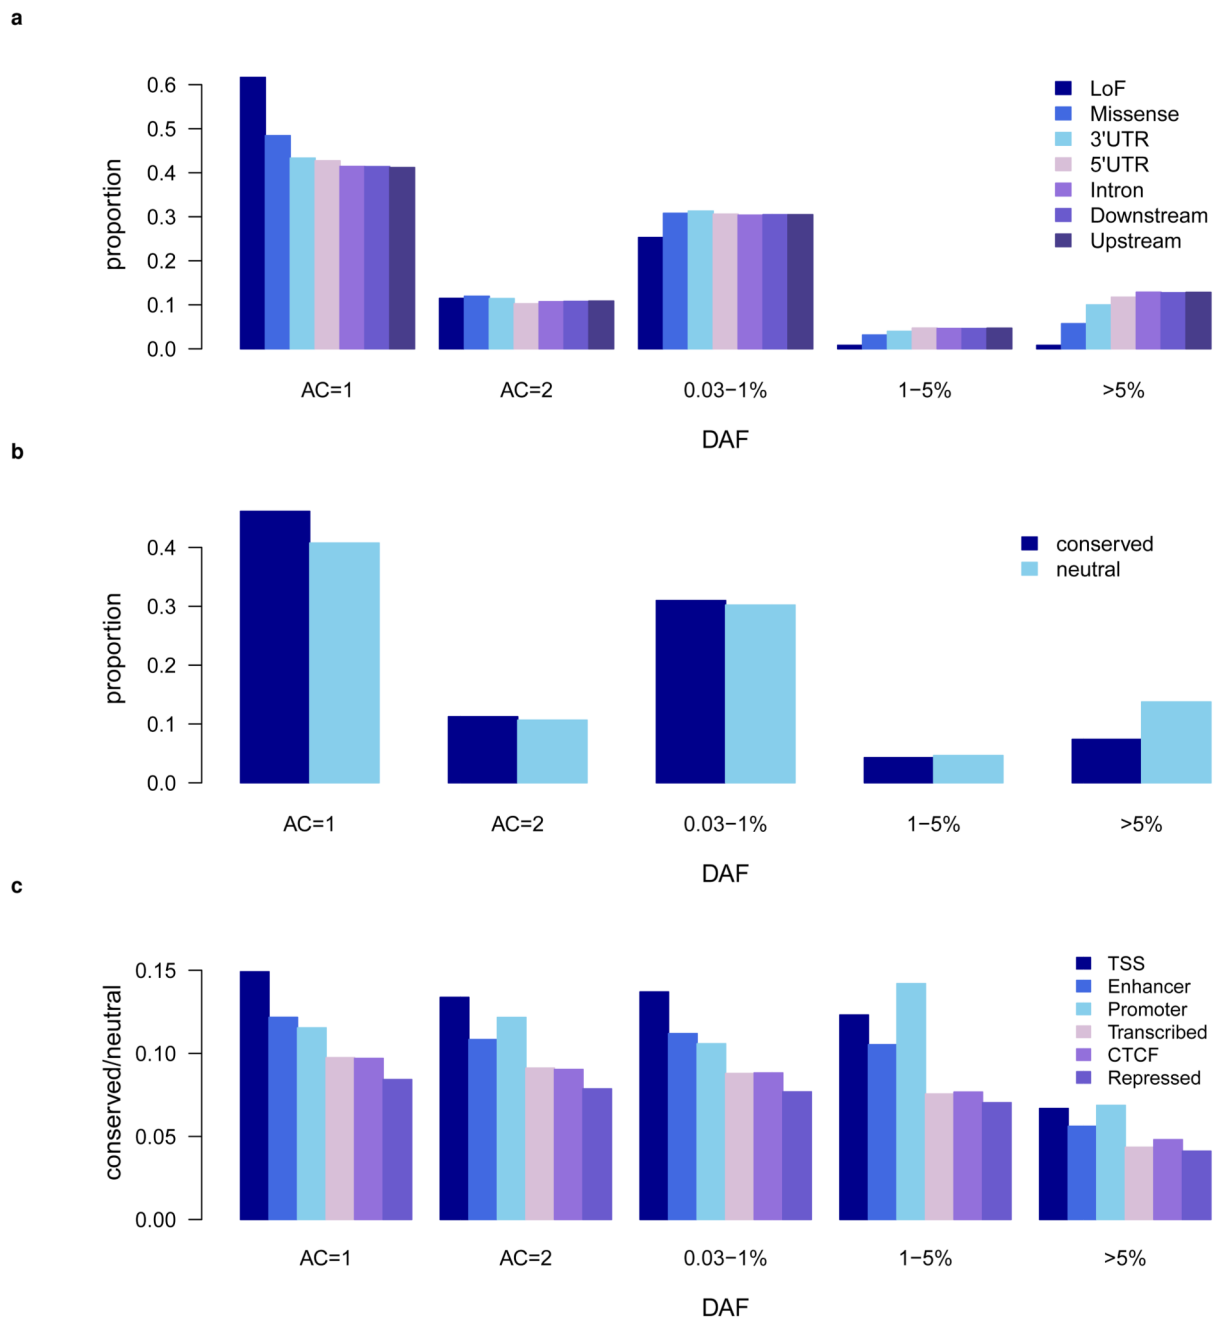 a
proportion
0.6
0.5
0.4
0.3
0.2
0.1
0.0
LoF
Missense
3'UTR
5'UTR
Intron
Downstream
Upstream
AC=1 AC=2 0.03−1% 1−5% >5%
DAF
b
proportion
0.4
0.3
0.2
0.1
0.0
conserved
neutral
AC=1 AC=2 0.03−1% 1−5% >5%
DAF
c
conserved/neutral
0.15
0.10
0.05
0.00
TSS
Enhancer
Promoter
Transcribed
CTCF
Repressed
AC=1 AC=2 0.03−1% 1−5% >5%
DAF